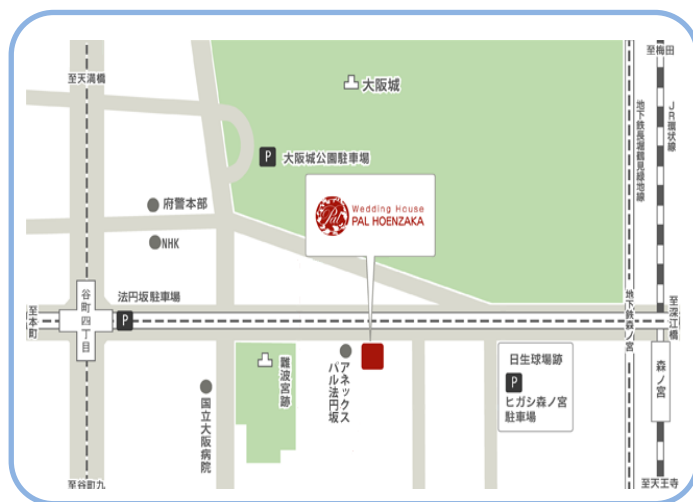 至天満橋
大阪城
至梅田
JR環状線
地下鉄長堀鶴見緑地線
P
大阪城公園駐車場
府警本部
NHK
Wedding House
PAL HOENZAKA
Pal
法円坂駐車場
P
至本町
谷町四丁目
地下鉄森ノ宮
至深江橋
難波宮跡
アネックス
パル法円坂
日生球場跡
P
ヒガシ森ノ宮
駐車場
森ノ宮
国立大阪病院
至谷町九
至天王寺